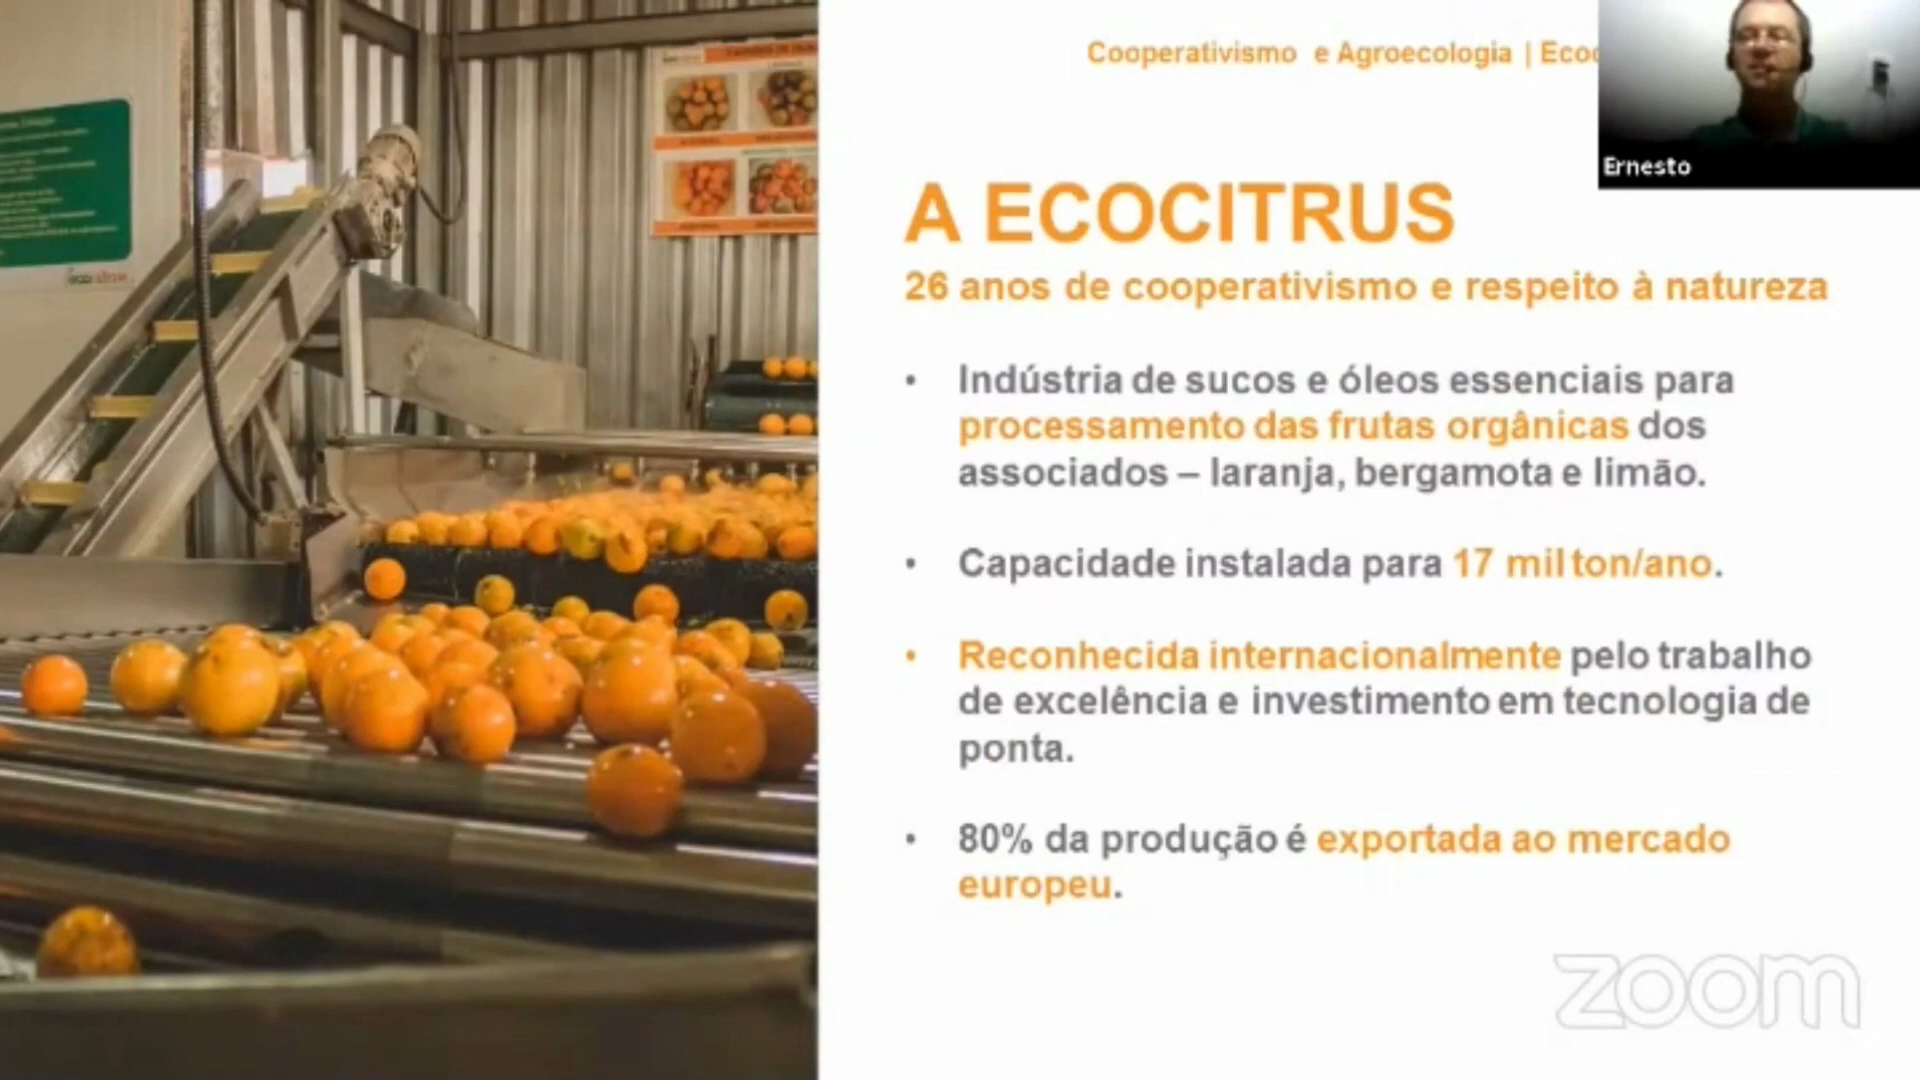 Cooperativismo e Agroecologia |
Ernesto
A ECOCITRUS
26 anos de cooperativismo e respeito à natureza
• Indústria de sucos e óleos essenciais para
processamento das frutas orgânicas dos
associados – laranja, bergamota e limão.
• Capacidade instalada para 17 mil ton/ano.
• Reconhecida internacionalmente pelo trabalho
de excelência e investimento em tecnologia de
ponta.
• 80% da produção é exportada ao mercado
europeu.
zoom